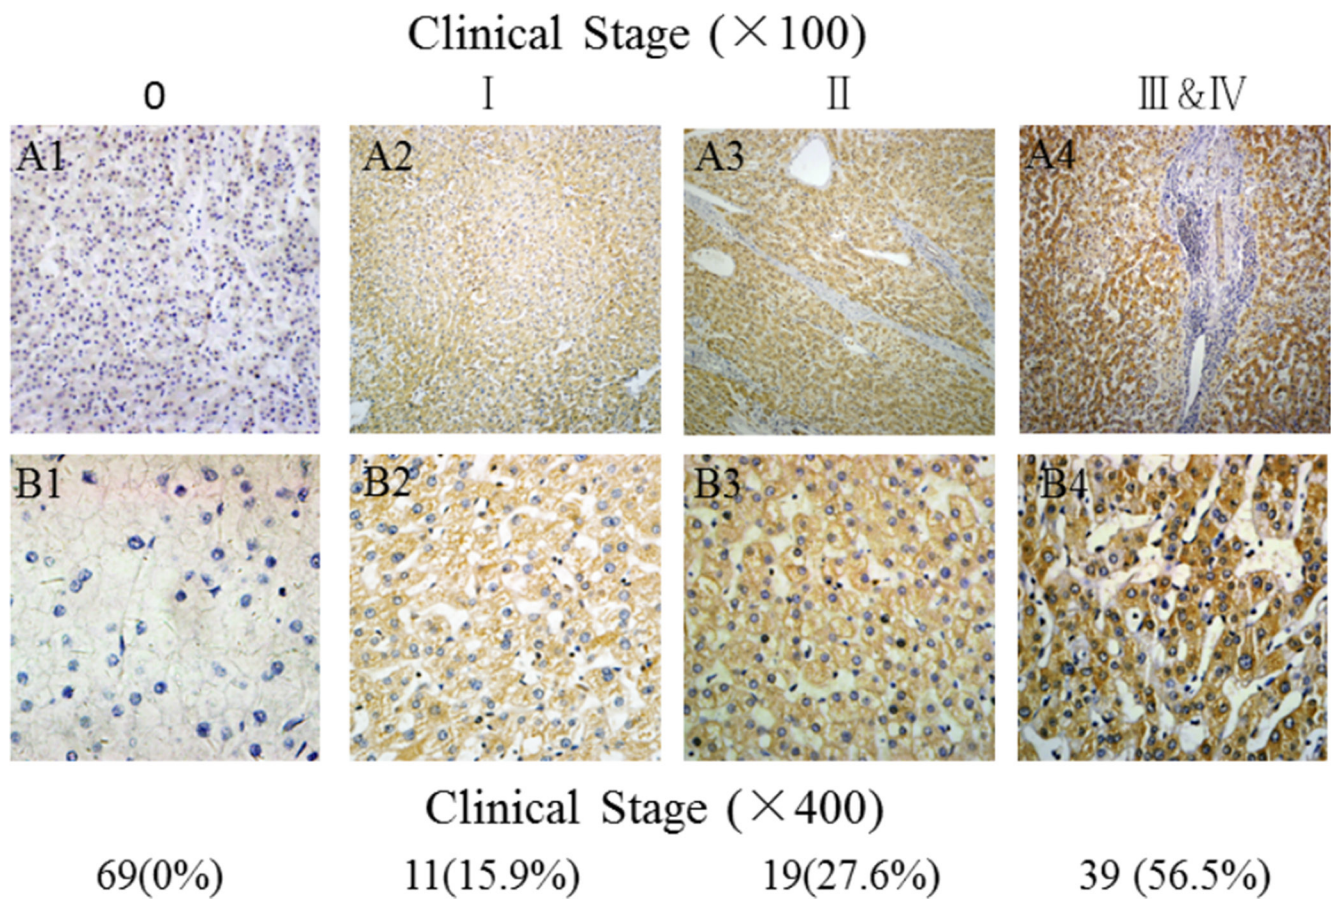 Clinical Stage (×100)
0 Ⅰ Ⅱ Ⅲ &Ⅳ
A1 A2 A3 A4
B1 B2 B3 B4
Clinical Stage (×400)
69(0%) 11(15.9%) 19(27.6%) 39 (56.5%)